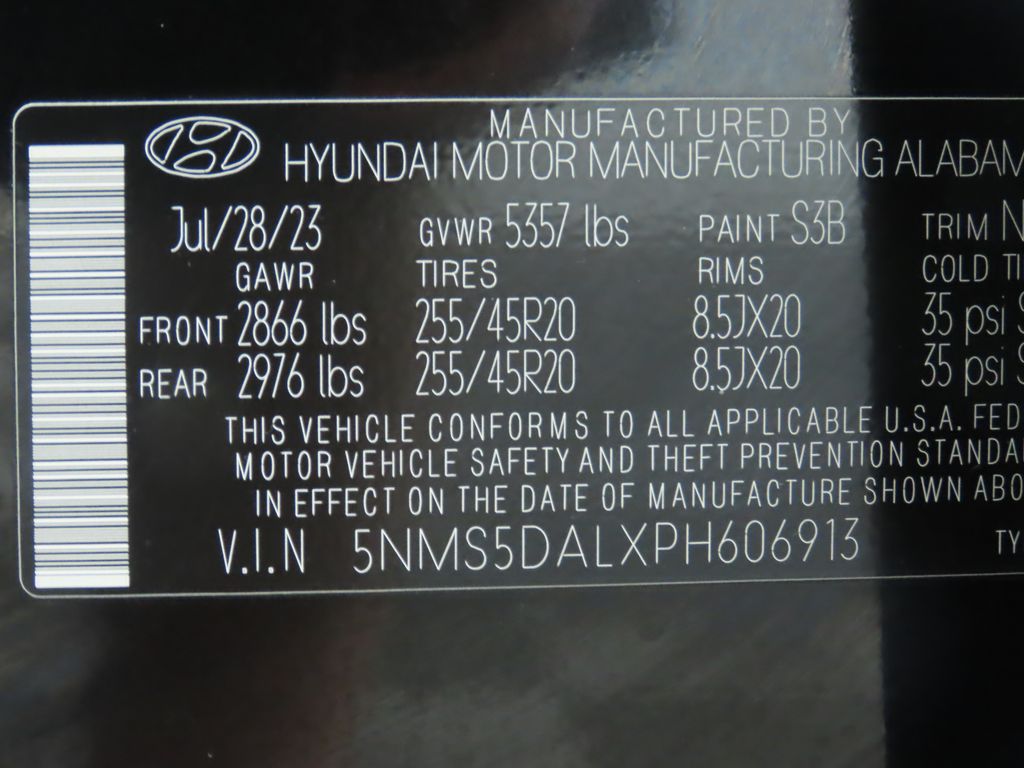 MANUFACTURED BY
HYUNDAI MOTOR MANUFACTURING ALABAM
Jul/28/23 GVWR 5357 lbs PAINT S3B TRIM N
GAWR TIRES RIMS COLD TI
FRONT 2866 lbs 255/45R20 8.5JX20 35 psi S
REAR 2976 lbs 255/45R20 8.5JX20 35 psi S
THIS VEHICLE CONFORMS TO ALL APPLICABLE U.S.A. FED
MOTOR VEHICLE SAFETY AND THEFT PREVENTION STANDA
IN EFFECT ON THE DATE OF MANUFACTURE SHOWN ABO
V.I.N 5NMS5DALXPH606913 TY